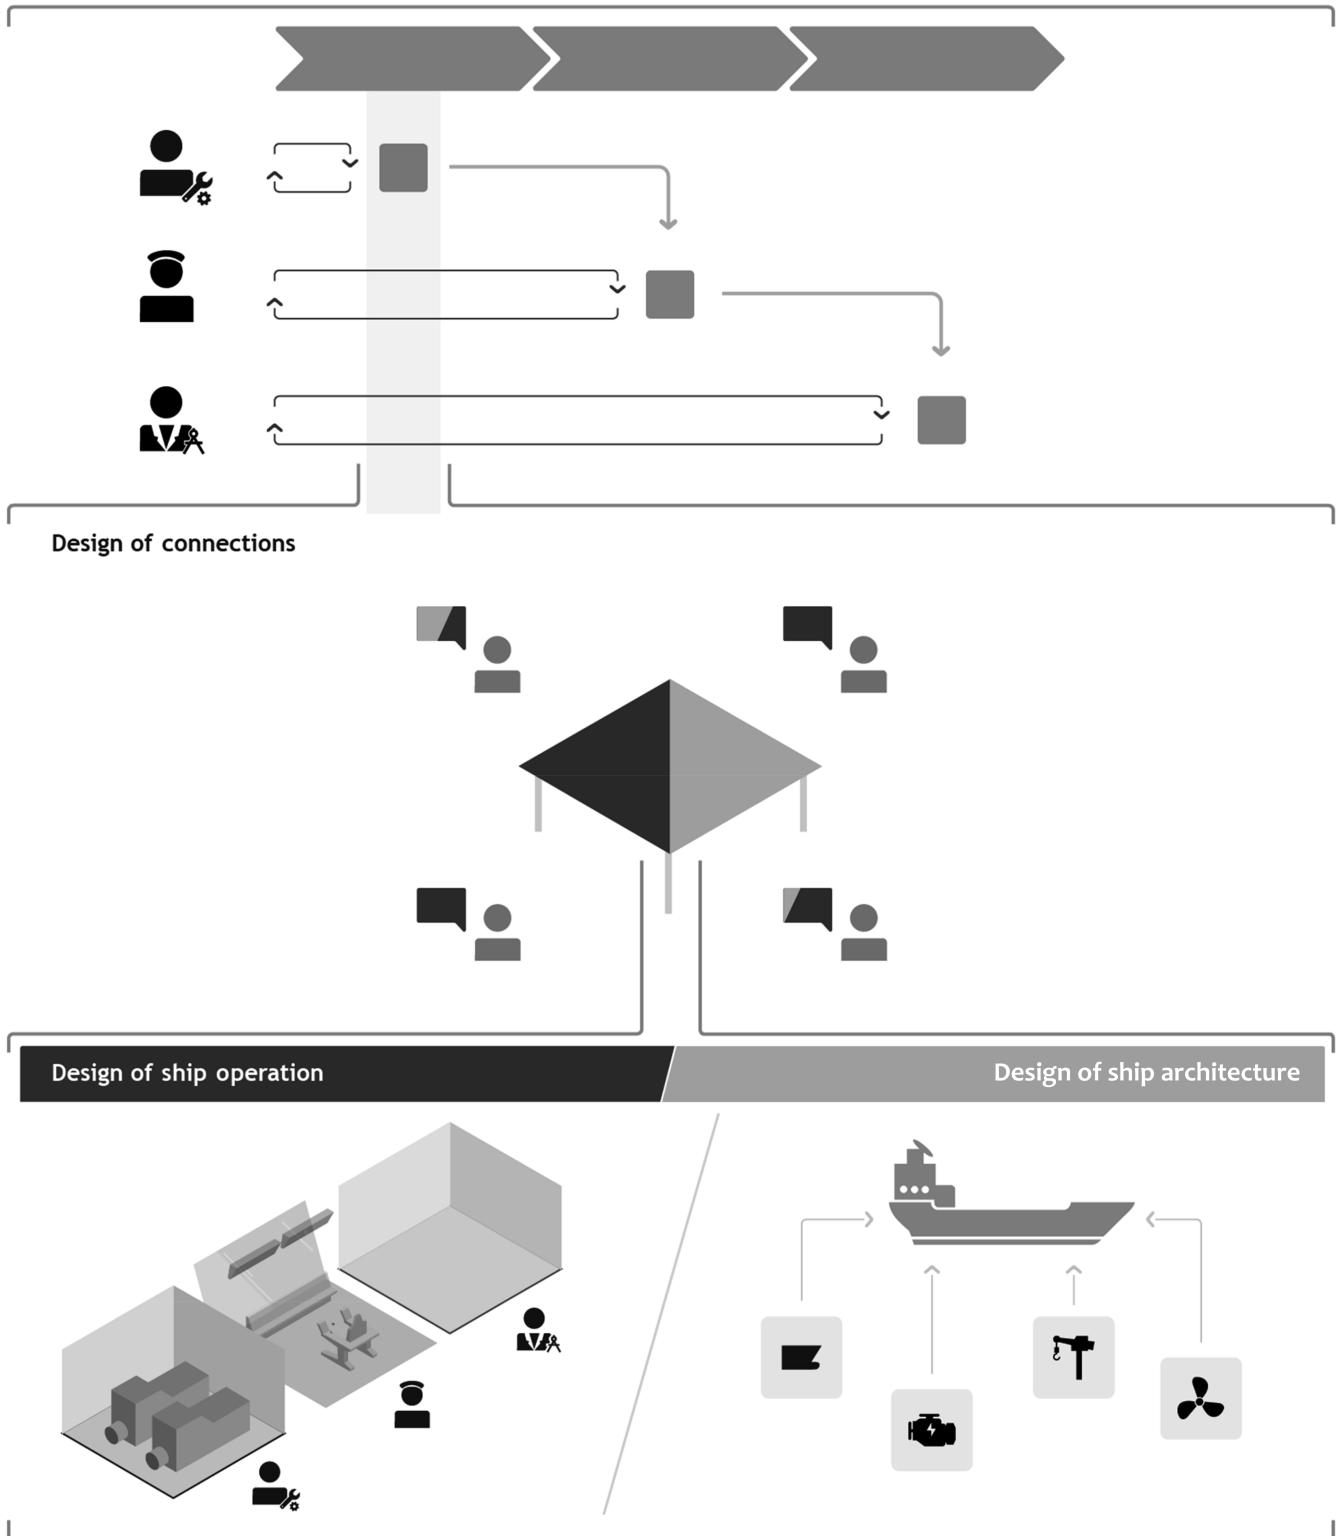 Design of connections
Design of ship operation
Design of ship architecture